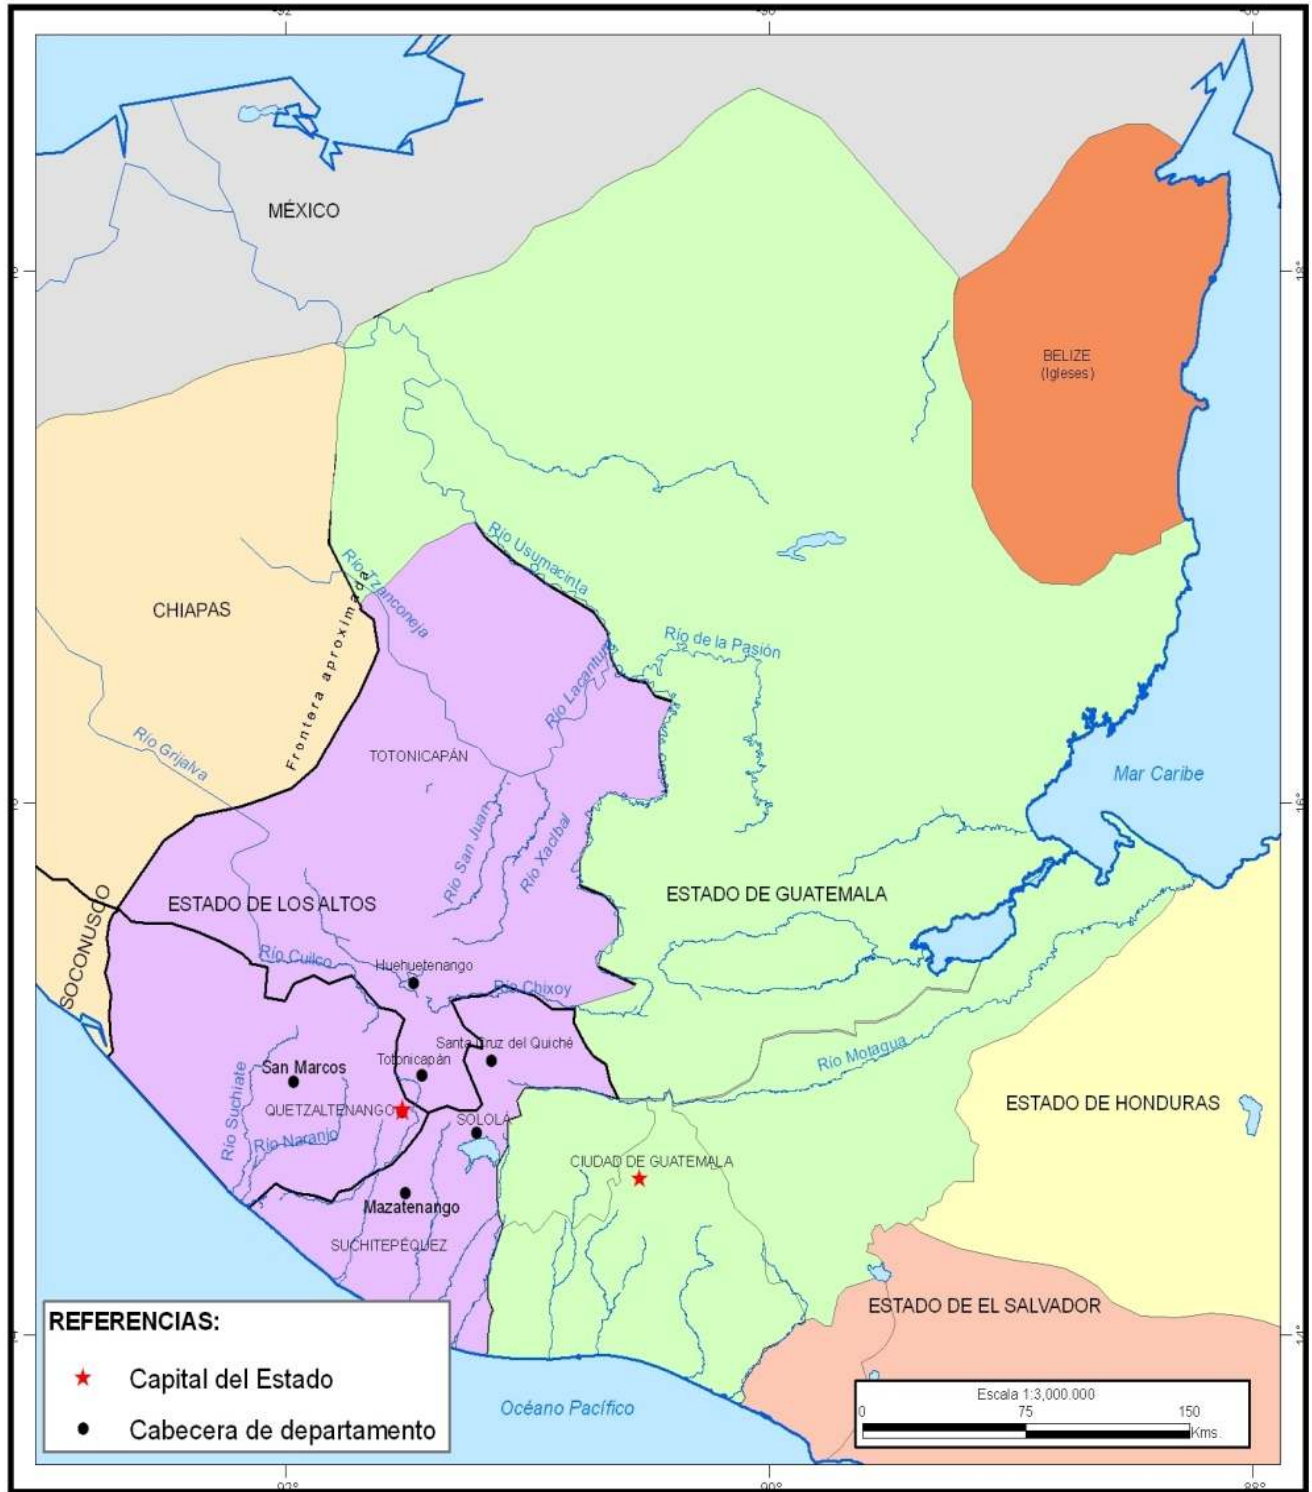 MÉXICO
18°
BELIZE
(Igleses)
Río Usumacinta
Río Tzanconeja
CHIAPAS
Frontera aproximada
Río de la Pasión
Río Lacantún
Río Grijalva
TOTONICAPÁN
Mar Caribe
16°
Río San Juan
Río Xaclbal
ESTADO DE LOS ALTOS
ESTADO DE GUATEMALA
SOCONUSCO
Río Cuilco
Huehuetenango
Río Chixoy
Santa Cruz del Quiché
Totonicapán
San Marcos
Río Motagua
QUETZALTENANGO
Río Suchiate
ESTADO DE HONDURAS
SOLOLÁ
Río Naranjo
CIUDAD DE GUATEMALA
Mazatenango
SUCHITEPÉQUEZ
ESTADO DE EL SALVADOR
REFERENCIAS:
Capital del Estado
Cabecera de departamento
Océano Pacífico
14°
Escala 1:3,000.000
0 75 150
Kms.